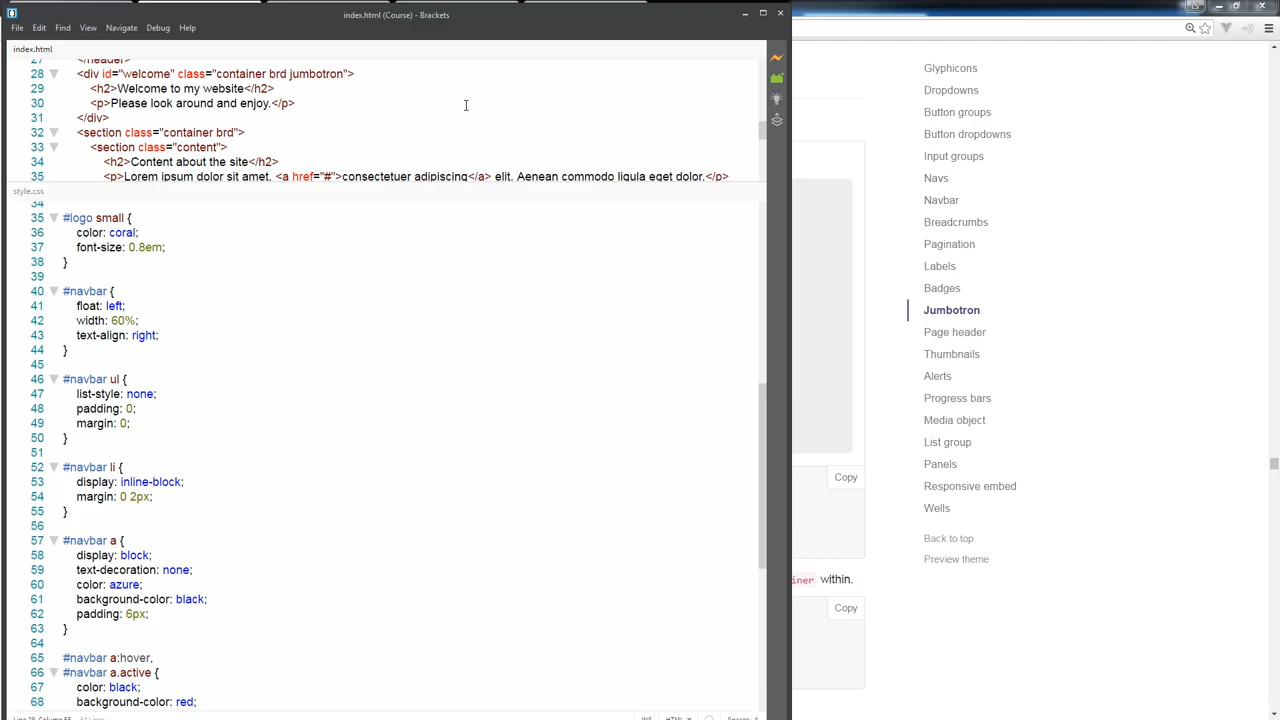 index.html (Course) - Brackets
File Edit Find View Navigate Debug Help
index.html
27 </header>
28 <div id="welcome" class="container brd jumbotron">
29 <h2>Welcome to my website</h2>
30 <p>Please look around and enjoy.</p>
31 </div>
32 <section class="container brd">
33 <section class="content">
34 <h2>Content about the site</h2>
35 <p>Lorem ipsum dolor sit amet, <a href="#">consectetuer adipiscing</a> elit. Aenean commodo ligula eget dolor.</p>
style.css
34
35 #logo small {
36 color: coral;
37 font-size: 0.8em;
38 }
39
40 #navbar {
41 float: left;
42 width: 60%;
43 text-align: right;
44 }
45
46 #navbar ul {
47 list-style: none;
48 padding: 0;
49 margin: 0;
50 }
51
52 #navbar li {
53 display: inline-block;
54 margin: 0 2px;
55 }
56
57 #navbar a {
58 display: block;
59 text-decoration: none;
60 color: azure;
61 background-color: black;
62 padding: 6px;
63 }
64
65 #navbar a:hover,
66 #navbar a.active {
67 color: black;
68 background-color: red;
Glyphicons
Dropdowns
Button groups
Button dropdowns
Input groups
Navs
Navbar
Breadcrumbs
Pagination
Labels
Badges
Jumbotron
Page header
Thumbnails
Alerts
Progress bars
Media object
List group
Panels
Responsive embed
Wells
Back to top
Preview theme
Copy
iner within.
Copy